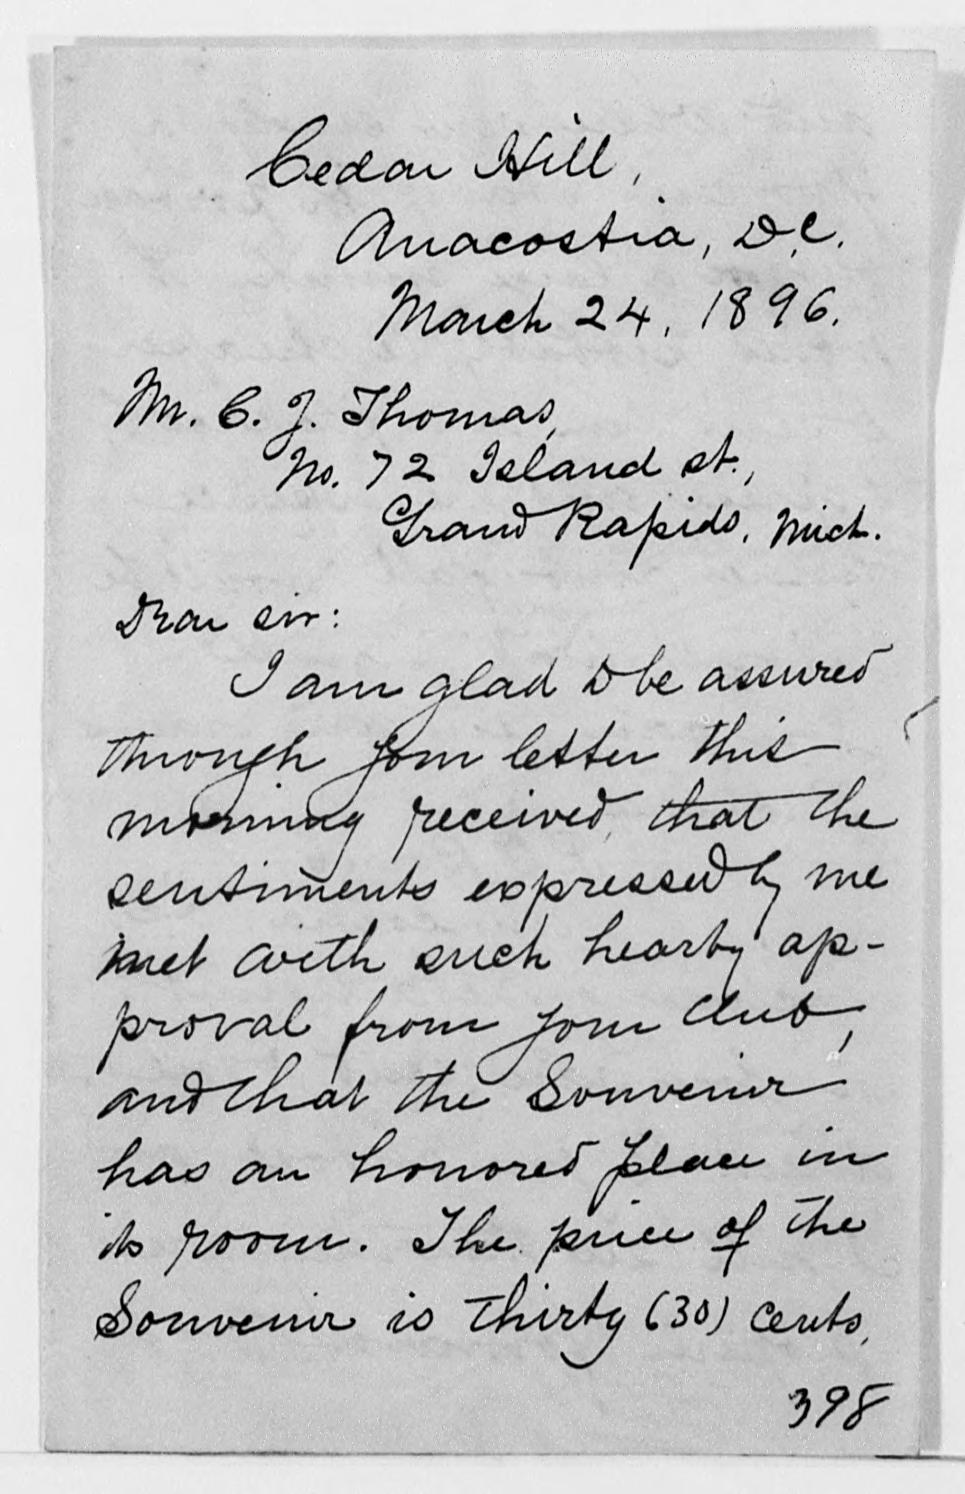 Cedar Hill,
Anacostia, D.C.
March 24, 1896.
Mr. C. J. Thomas,
No. 72 Island st.,
Grand Rapids, Mich.
Dear sir:
I am glad to be assured
through your letter this
morning received, that the
sentiments expressed by me
met with such hearty ap-
proval from your Club,
and that the Souvenir
has an honored place in
its room. The price of the
Souvenir is thirty (30) cents,
398